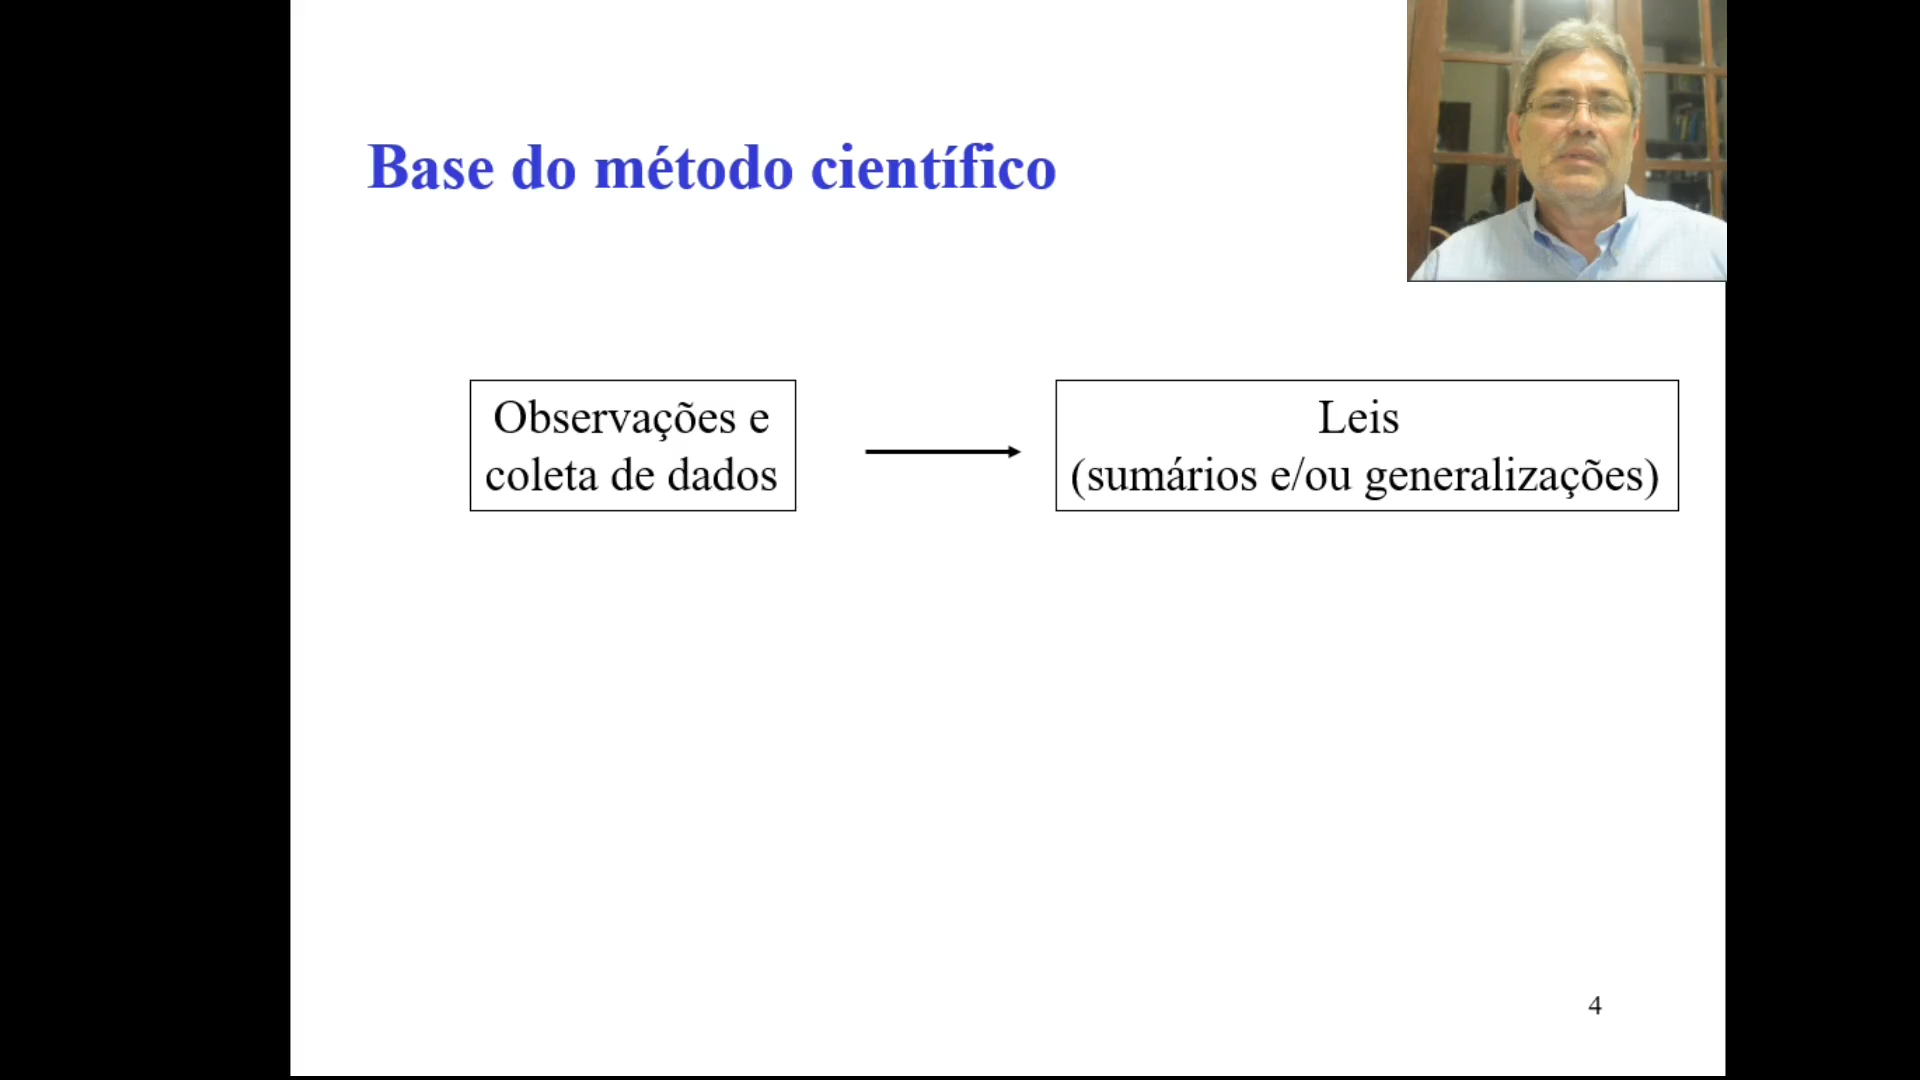 Base do método científico
Observações e
coleta de dados
Leis
(sumários e/ou generalizações)
4